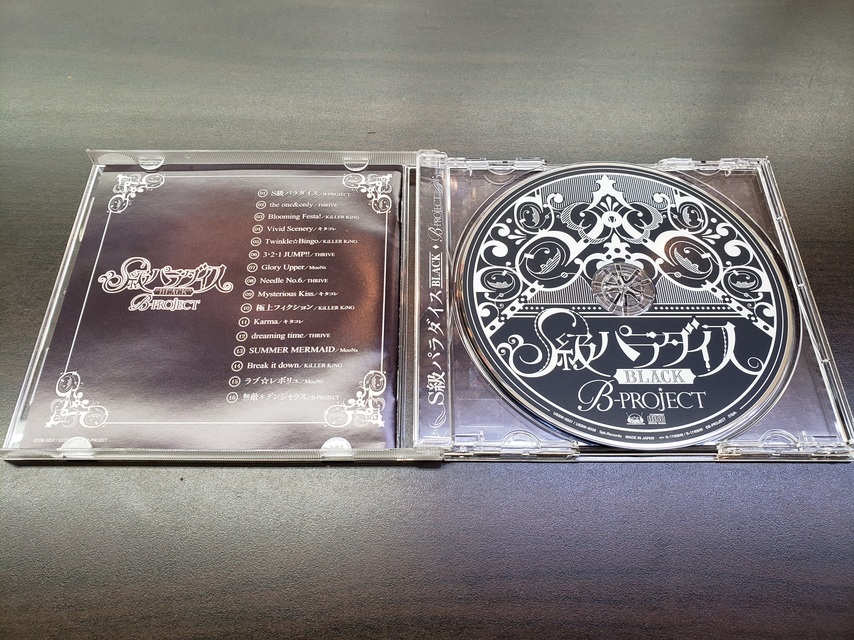 S級パラダイス
BLACK
B-PROJECT
01 S級パラダイス/B-PROJECT
02 the one&only/THRIVE
03 Blooming Festa!/KiLLER KiNG
04 Vivid Scenery/キタコレ
05 Twinkle☆Bingo/KiLLER KiNG
06 3・2・1 JUMP!!/THRIVE
07 Glory Upper/MooNs
08 Needle No.6/THRIVE
09 Mysterious Kiss/キタコレ
10 極上フィクション/KiLLER KiNG
11 Karma/キタコレ
12 dreaming time/THRIVE
13 SUMMER MERMAID/MooNs
14 Break it down/KiLLER KiNG
15 ラブ☆レボリュ/MooNs
16 無敵＊デンジャラス/B-PROJECT
S級パラダイス BLACK ◆ B-PROJECT
S級パラダイス
BLACK
B-PROJECT
MADE IN JAPAN